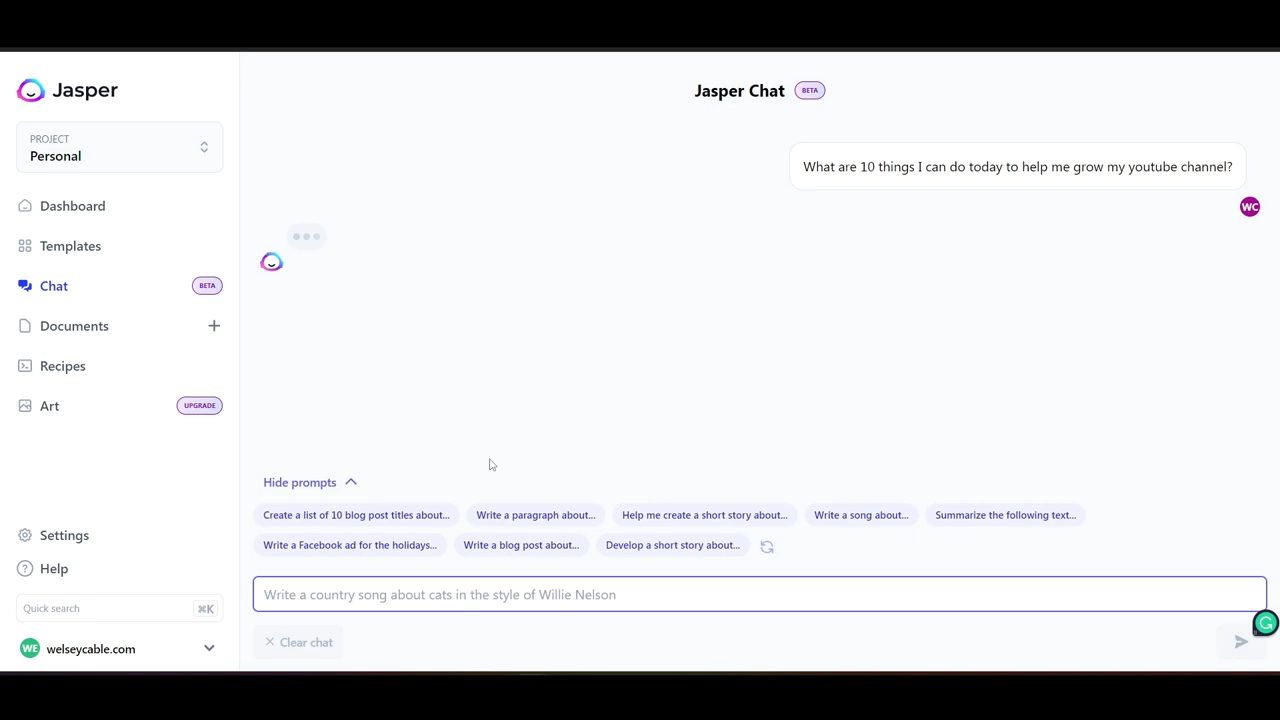 Jasper
PROJECT
Personal
Dashboard
Templates
Chat
BETA
Documents
Recipes
Art
UPGRADE
Settings
Help
Quick search
⌘K
WE
welseycable.com
Jasper Chat
BETA
What are 10 things I can do today to help me grow my youtube channel?
WC
Hide prompts
Create a list of 10 blog post titles about...
Write a paragraph about...
Help me create a short story about...
Write a song about...
Summarize the following text...
Write a Facebook ad for the holidays...
Write a blog post about...
Develop a short story about...
Write a country song about cats in the style of Willie Nelson
Clear chat